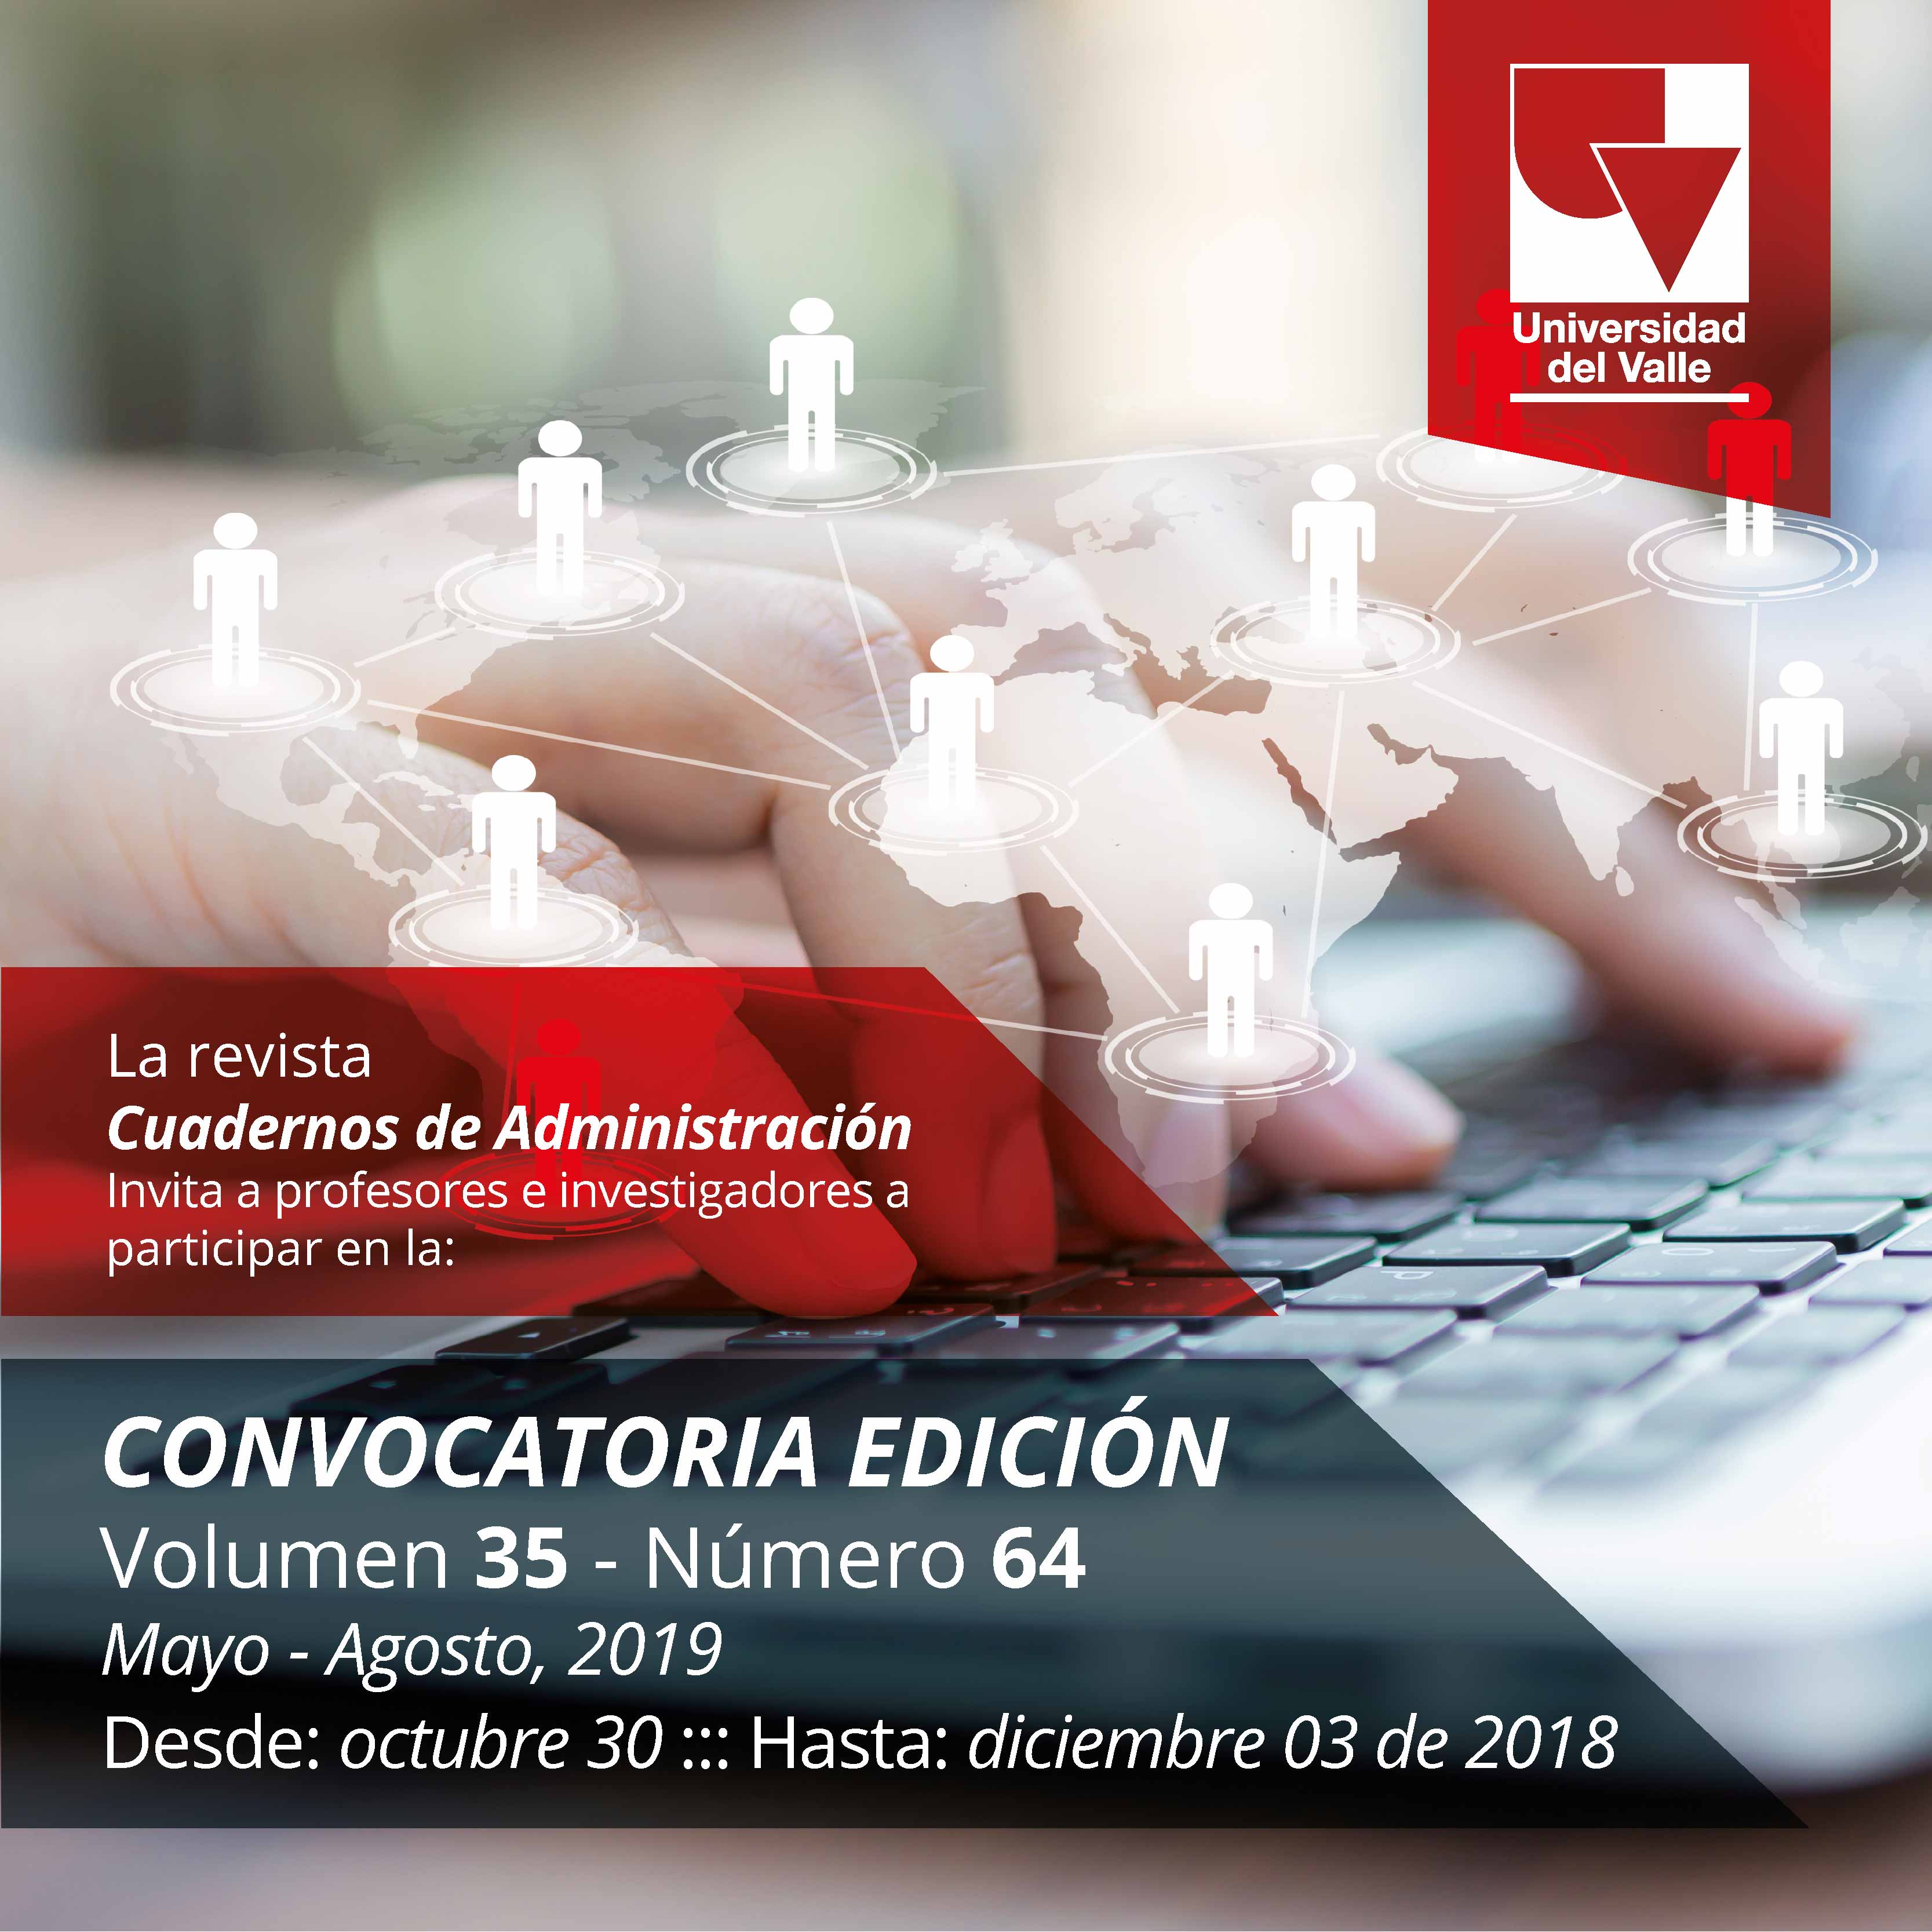 Universidad
del Valle
La revista
Cuadernos de Administración
Invita a profesores e investigadores a
participar en la:
CONVOCATORIA EDICIÓN
Volumen 35 - Número 64
Mayo - Agosto, 2019
Desde: octubre 30 ::: Hasta: diciembre 03 de 2018